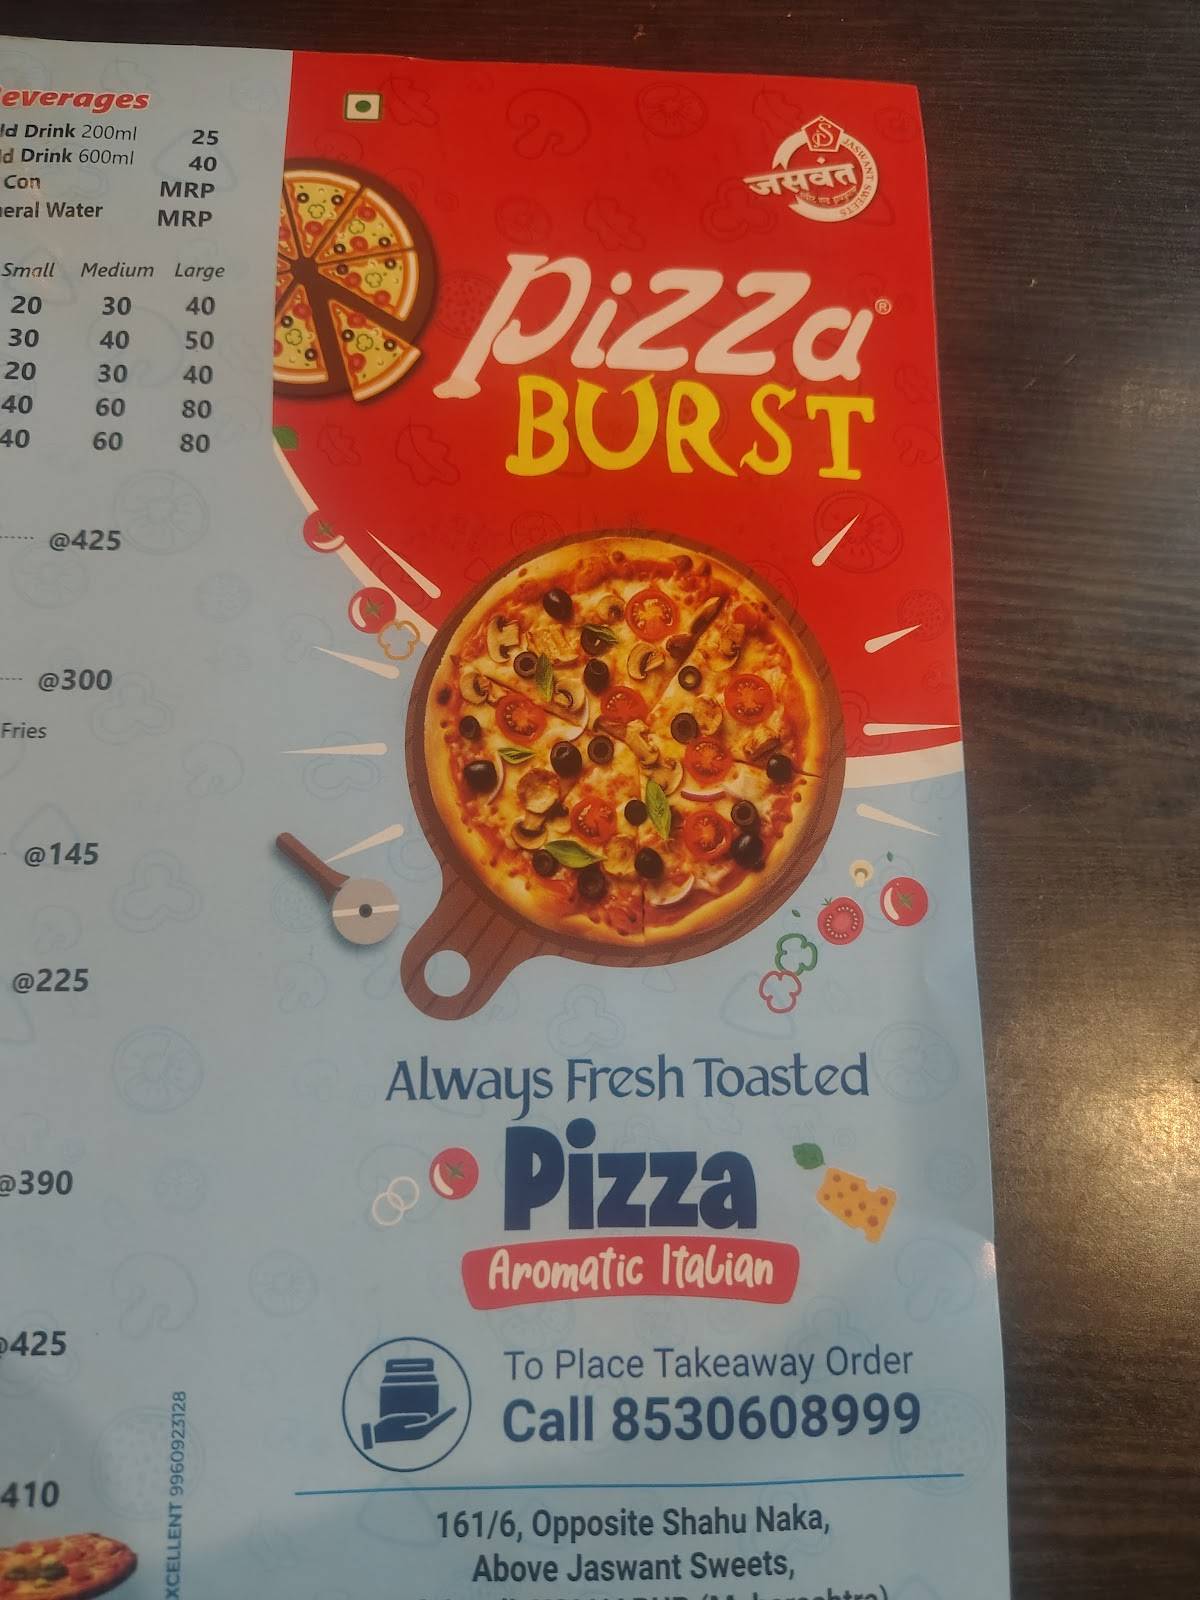 everages
ld Drink 200ml 25
ld Drink 600ml 40
Con MRP
neral Water MRP
Small Medium Large
20 30 40
30 40 50
20 30 40
40 60 80
40 60 80
@425
@300
Fries
@145
@225
@390
@425
410
XCELLENT 9960923128
S
जसवंत
JASWANT SWEETS
Pizza®
BURST
Always Fresh Toasted
Pizza
Aromatic Italian
To Place Takeaway Order
Call 8530608999
161/6, Opposite Shahu Naka,
Above Jaswant Sweets,